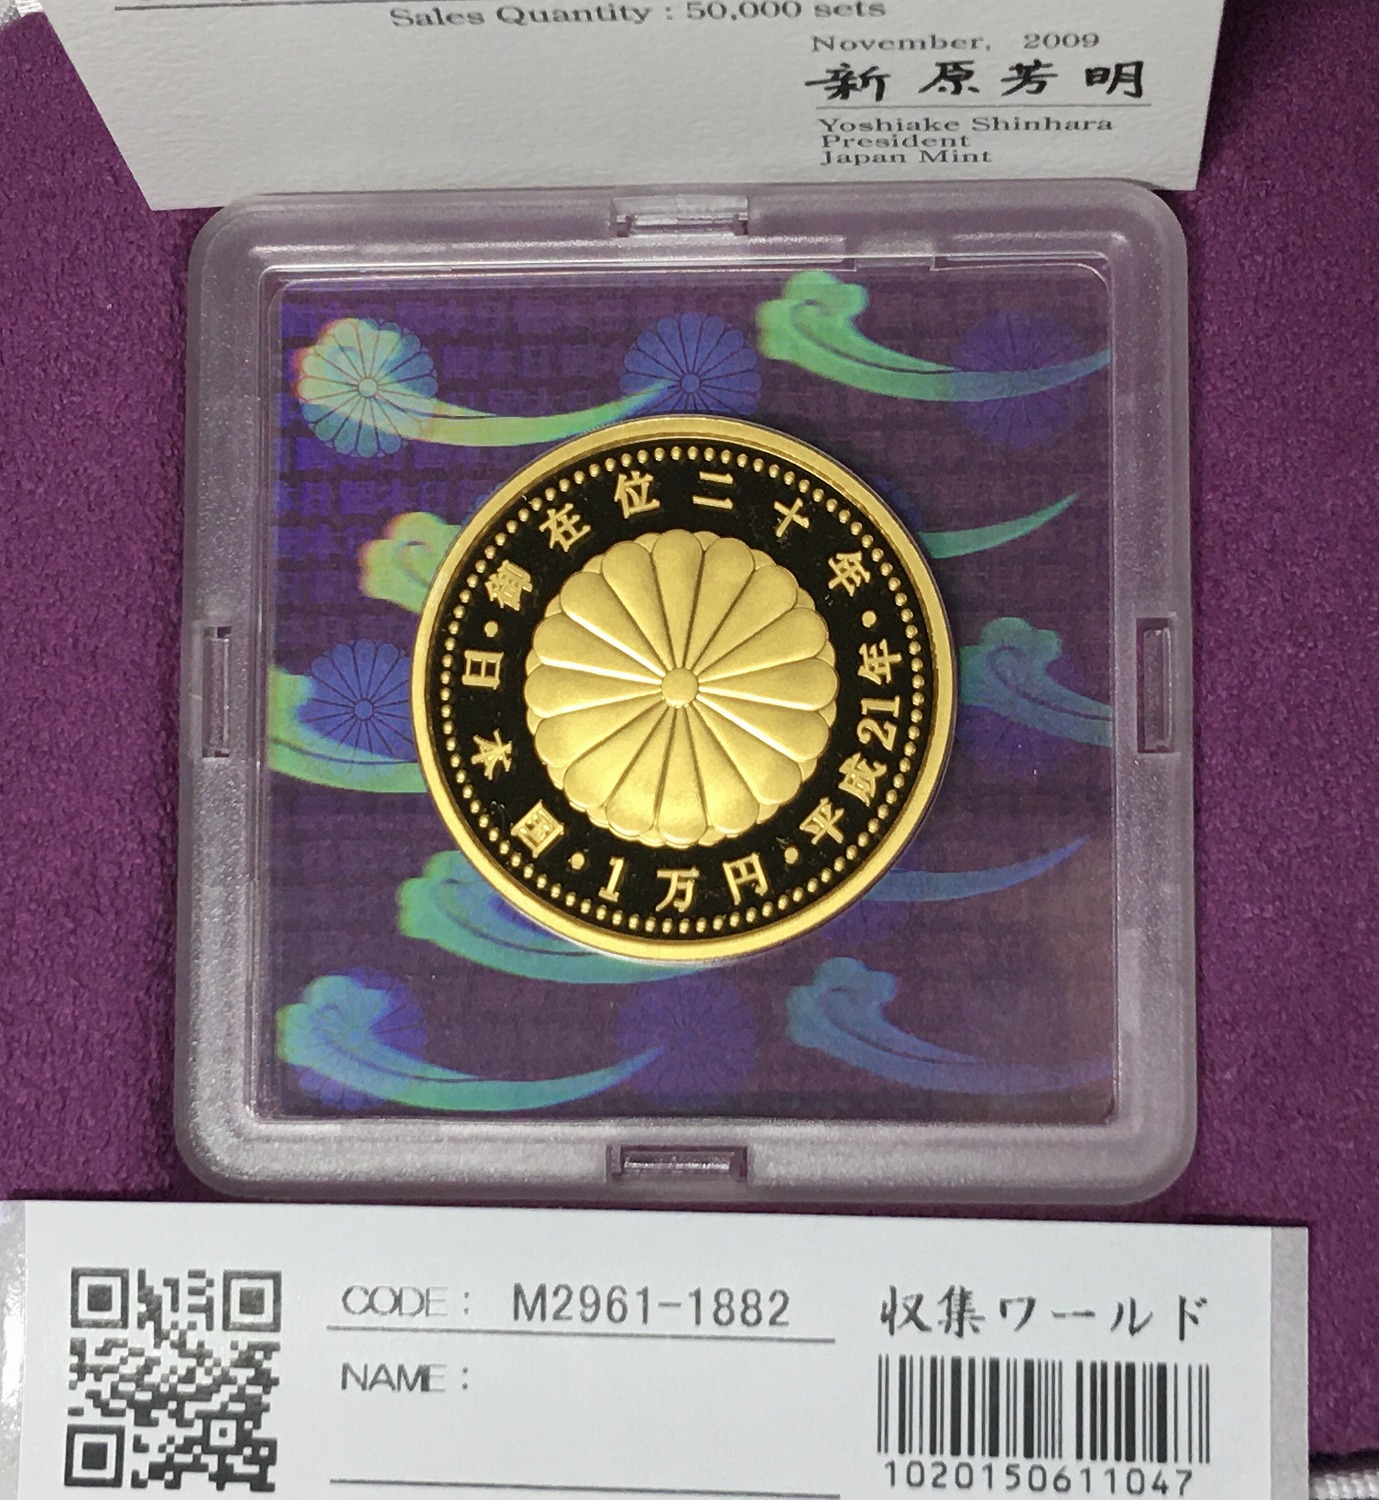 Sales Quantity : 50,000 sets
November, 2009
新原芳明
Yoshiake Shinhara
President
Japan Mint
御在位二十年・平成21年・1万円・日本国
CODE : M2961-1882
NAME :
収集ワールド
1020150611047